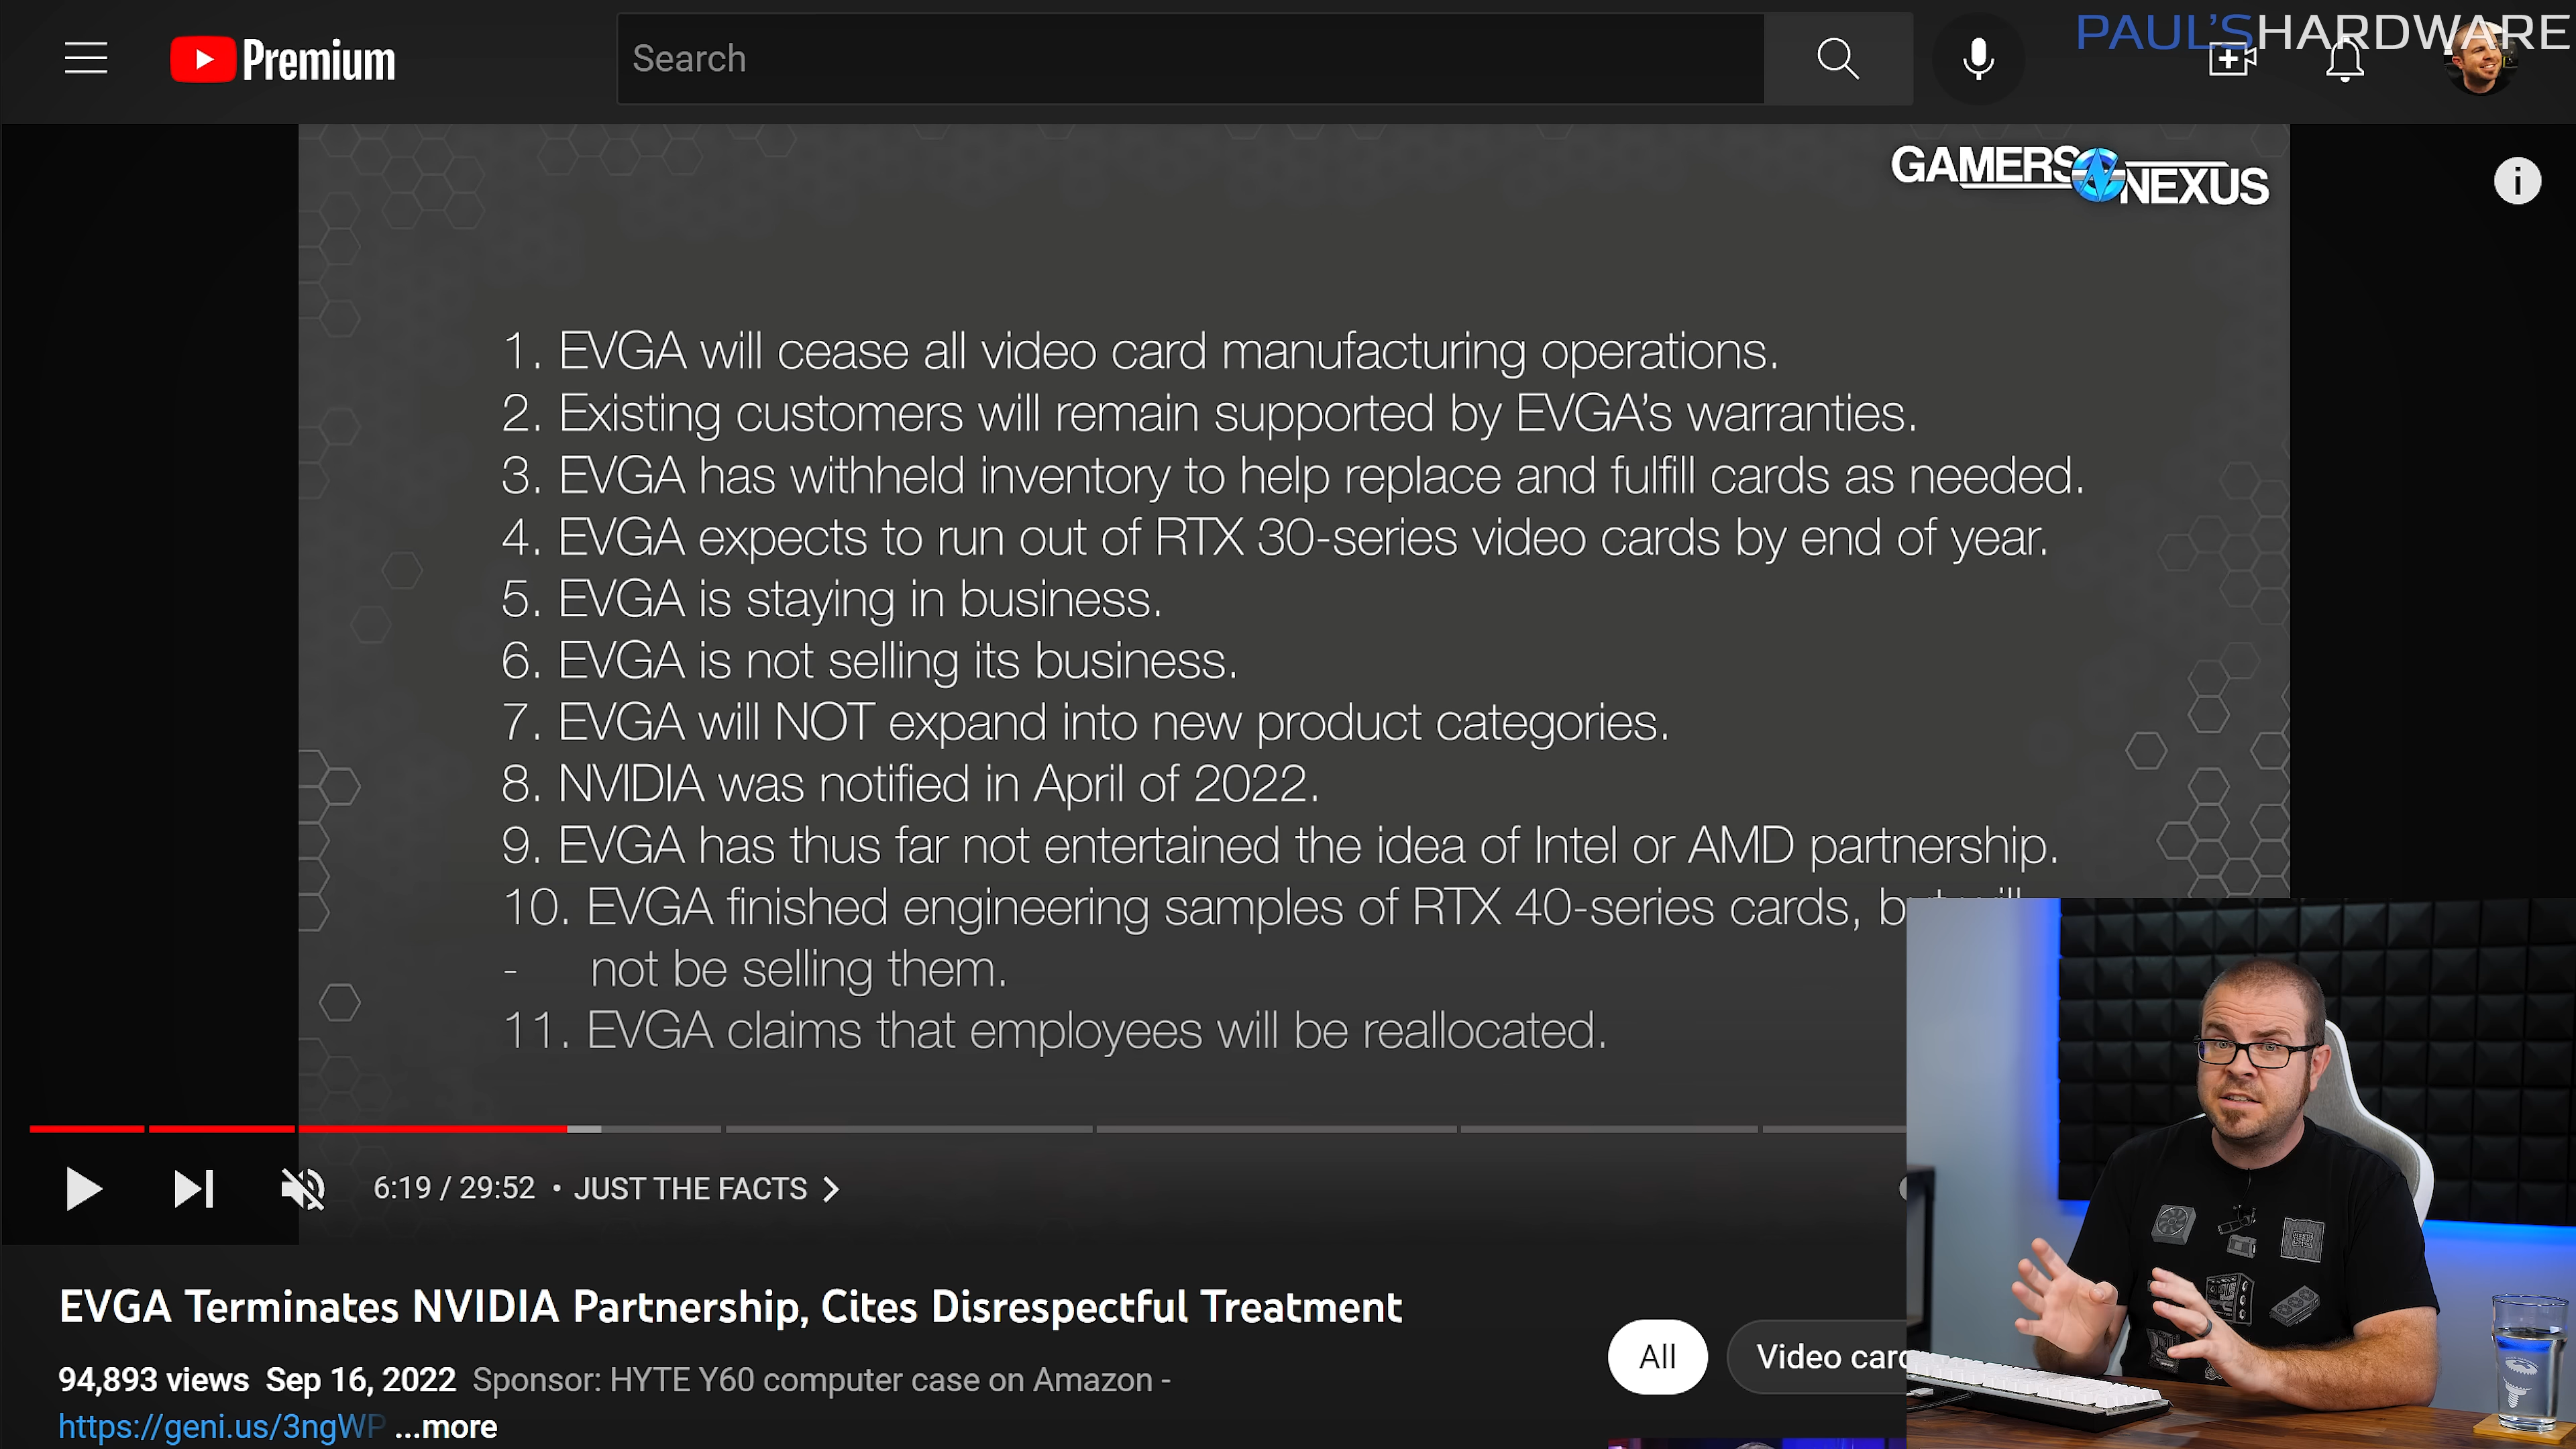 PAUL'SHARDWARE
Premium
Search
GAMERS NEXUS
1. EVGA will cease all video card manufacturing operations.
2. Existing customers will remain supported by EVGA's warranties.
3. EVGA has withheld inventory to help replace and fulfill cards as needed.
4. EVGA expects to run out of RTX 30-series video cards by end of year.
5. EVGA is staying in business.
6. EVGA is not selling its business.
7. EVGA will NOT expand into new product categories.
8. NVIDIA was notified in April of 2022.
9. EVGA has thus far not entertained the idea of Intel or AMD partnership.
10. EVGA finished engineering samples of RTX 40-series cards, but will
- not be selling them.
11. EVGA claims that employees will be reallocated.
6:19 / 29:52 • JUST THE FACTS
EVGA Terminates NVIDIA Partnership, Cites Disrespectful Treatment
All
Video
94,893 views Sep 16, 2022 Sponsor: HYTE Y60 computer case on Amazon -
https://geni.us/3ngWP ...more